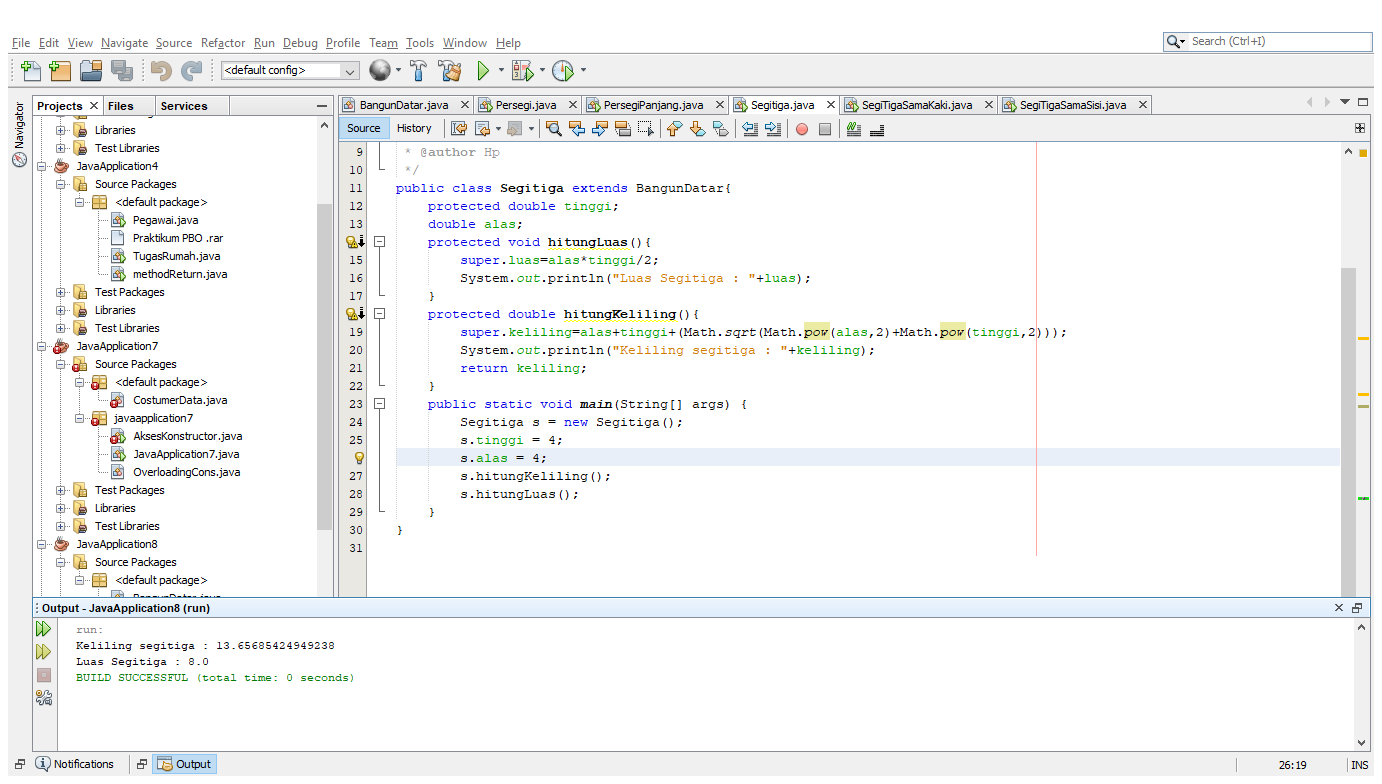 File Edit View Navigate Source Refactor Run Debug Profile Team Tools Window Help
Search (Ctrl+I)
<default config>
Navigator
Projects Files Services
Libraries
Test Libraries
JavaApplication4
Source Packages
<default package>
Pegawai.java
Praktikum PBO .rar
TugasRumah.java
methodReturn.java
Test Packages
Libraries
Test Libraries
JavaApplication7
Source Packages
<default package>
CostumerData.java
javaapplication7
AksesKonstructor.java
JavaApplication7.java
OverloadingCons.java
Test Packages
Libraries
Test Libraries
JavaApplication8
Source Packages
<default package>
BangunDatar.java
BangunDatar.java Persegi.java PersegiPanjang.java Segitiga.java SegiTigaSamaKaki.java SegiTigaSamaSisi.java
Source History
9 * @author Hp
10 */
11 public class Segitiga extends BangunDatar{
12 protected double tinggi;
13 double alas;
protected void hitungLuas(){
15 super.luas=alas*tinggi/2;
16 System.out.println("Luas Segitiga : "+luas);
17 }
protected double hitungKeliling(){
19 super.keliling=alas+tinggi+(Math.sqrt(Math.pow(alas,2)+Math.pow(tinggi,2)));
20 System.out.println("Keliling segitiga : "+keliling);
21 return keliling;
22 }
23 public static void main(String[] args) {
24 Segitiga s = new Segitiga();
25 s.tinggi = 4;
s.alas = 4;
27 s.hitungKeliling();
28 s.hitungLuas();
29 }
30 }
31
Output - JavaApplication8 (run)
run:
Keliling segitiga : 13.65685424949238
Luas Segitiga : 8.0
BUILD SUCCESSFUL (total time: 0 seconds)
Notifications Output
26:19 INS